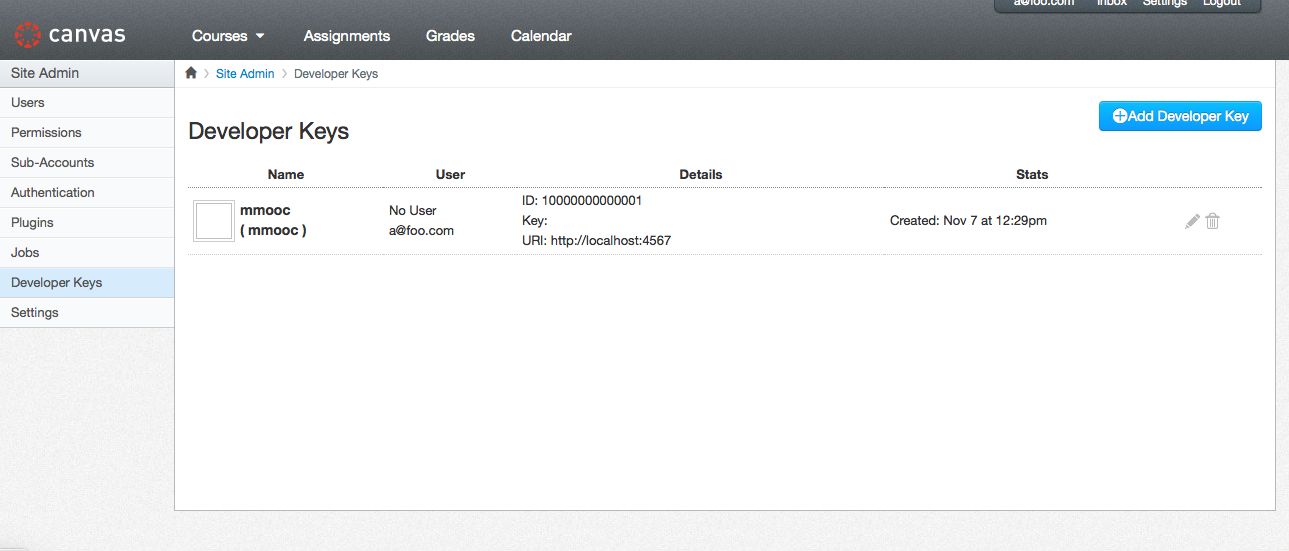 a@foo.com Inbox Settings Logout
canvas Courses Assignments Grades Calendar
Site Admin
Users
Permissions
Sub-Accounts
Authentication
Plugins
Jobs
Developer Keys
Settings
Site Admin Developer Keys
Developer Keys
Add Developer Key
Name User Details Stats
mmooc
( mmooc )
No User
a@foo.com
ID: 10000000000001
Key:
URI: http://localhost:4567
Created: Nov 7 at 12:29pm